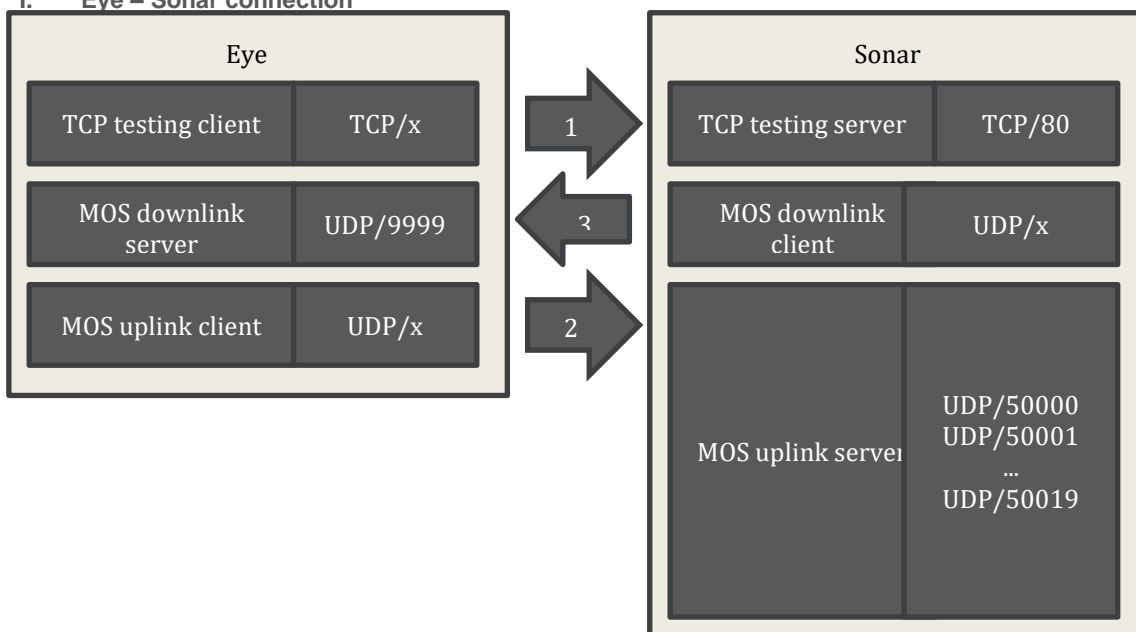 I. Eye – Sonar connection
Eye
TCP testing client TCP/x
MOS downlink
server
UDP/9999
MOS uplink client UDP/x
1
3
2
Sonar
TCP testing server TCP/80
MOS downlink
client
UDP/x
MOS uplink server
UDP/50000
UDP/50001
...
UDP/50019